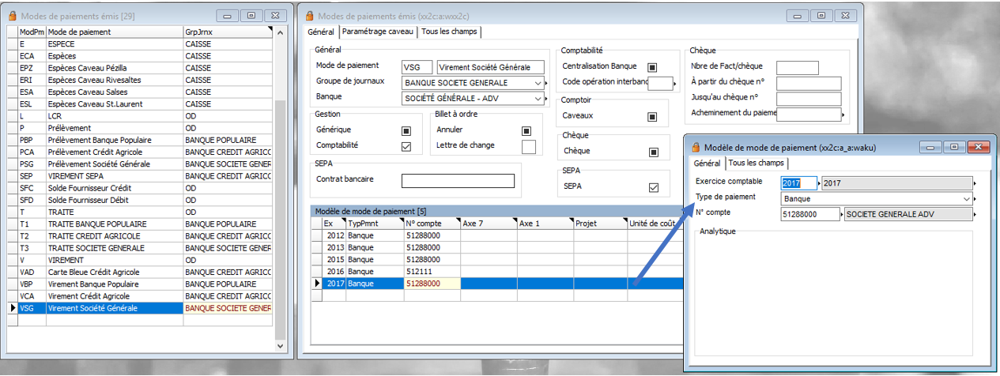 Modes de paiements émis [29]
ModPm Mode de paiement GrpJrnx
E ESPECE CAISSE
ECA Espèces CAISSE
EPZ Espèces Caveau Pézilla CAISSE
ERI Espèces Caveau Rivesaltes CAISSE
ESA Espèces Caveau Salses CAISSE
ESL Espèces Caveau St.Laurent CAISSE
L LCR OD
P Prélèvement OD
PBP Prélèvement Banque Populaire BANQUE POPULAIRE
PCA Prélèvement Crédit Agricole BANQUE CREDIT AGRICC
PSG Prélèvement Société Générale BANQUE SOCIETE GENER
SEP VIREMENT SEPA BANQUE CREDIT AGRICC
SFC Solde Fournisseur Crédit OD
SFD Solde Fournisseur Débit OD
T TRAITE OD
T1 TRAITE BANQUE POPULAIRE BANQUE POPULAIRE
T2 TRAITE CREDIT AGRICOLE BANQUE CREDIT AGRICC
T3 TRAITE SOCIETE GENERALE BANQUE SOCIETE GENER
V VIREMENT OD
VAD Carte Bleue Crédit Agricole BANQUE CREDIT AGRICC
VBP Virement Banque Populaire BANQUE POPULAIRE
VCA Virement Crédit Agricole BANQUE CREDIT AGRICC
VSG Virement Société Générale BANQUE SOCIETE GENER
Modes de paiements émis (xx2c:a:wxx2c)
Général Paramétrage caveau Tous les champs
Général
Mode de paiement VSG Virement Société Générale
Groupe de journaux BANQUE SOCIETE GENERALE
Banque SOCIÉTÉ GÉNÉRALE - ADV
Gestion
Générique
Comptabilité
Billet à ordre
Annuler
Lettre de change
SEPA
Contrat bancaire
Comptabilité
Centralisation Banque
Code opération interbanc
Comptoir
Caveaux
Chèque
Chèque
SEPA
SEPA
Chèque
Nbre de Fact/chèque
À partir du chèque n°
Jusqu'au chèque n°
Acheminement du paieme
Modèle de mode de paiement [5]
Ex TypPmnt N° compte Axe 7 Axe 1 Projet Unité de coût
2012 Banque 51288000
2013 Banque 51288000
2015 Banque 51288000
2016 Banque 512111
2017 Banque 51288000
Modèle de mode de paiement (xx2c:a_a:waku)
Général Tous les champs
Exercice comptable 2017 2017
Type de paiement Banque
N° compte 51288000 SOCIETE GENERALE ADV
Analytique